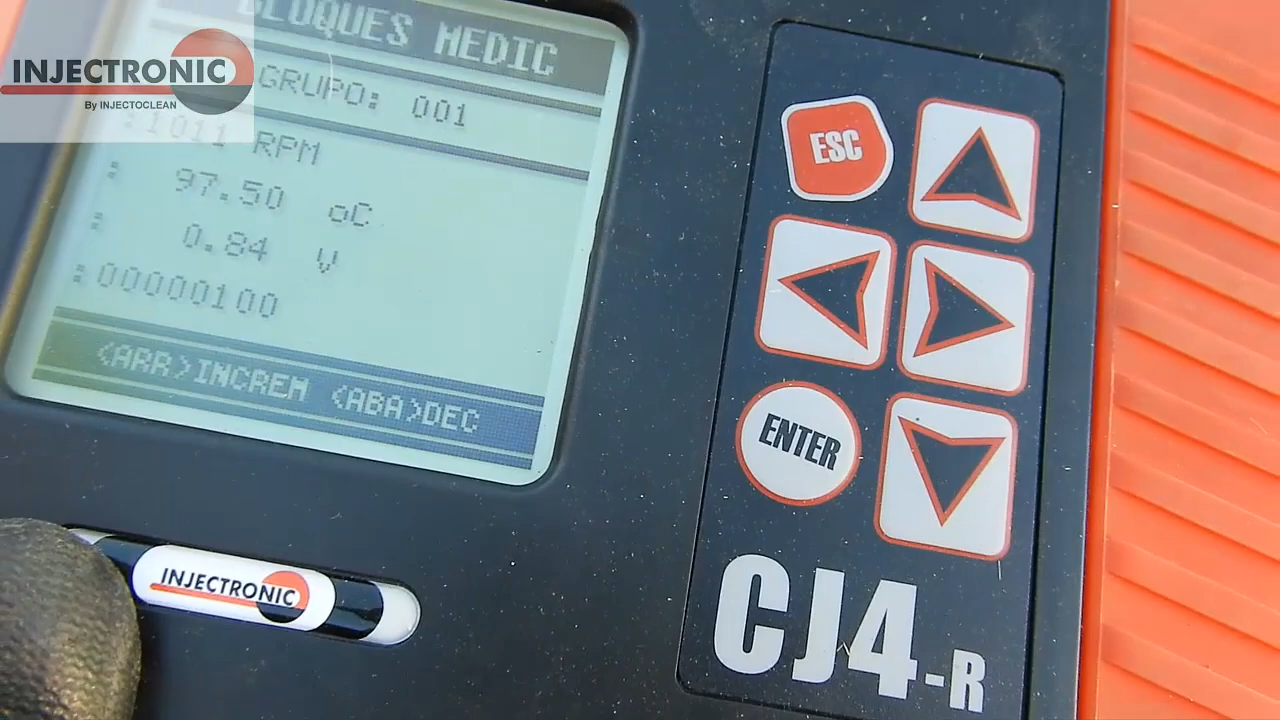 INJECTRONIC
By INJECTOCLEAN
BLOQUES MEDIC
GRUPO: 001
:1011 RPM
: 97.50 oC
: 0.84 V
:00000100
<ARR>INCREM <ABA>DEC
ESC
ENTER
INJECTRONIC
CJ4-R